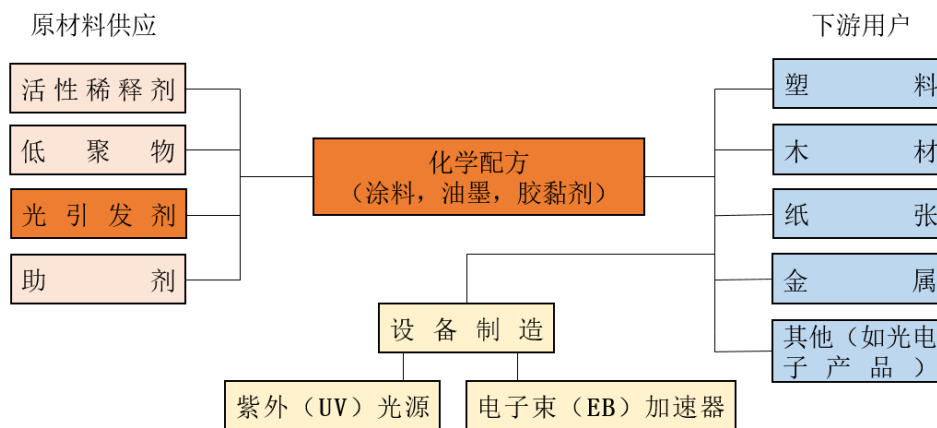 原材料供应
下游用户
活性稀释剂
低聚物
光引发剂
助剂
化学配方
（涂料，油墨，胶黏剂）
塑料
木材
纸张
金属
其他（如光电
子产品）
设备制造
紫外（UV）光源
电子束（EB）加速器